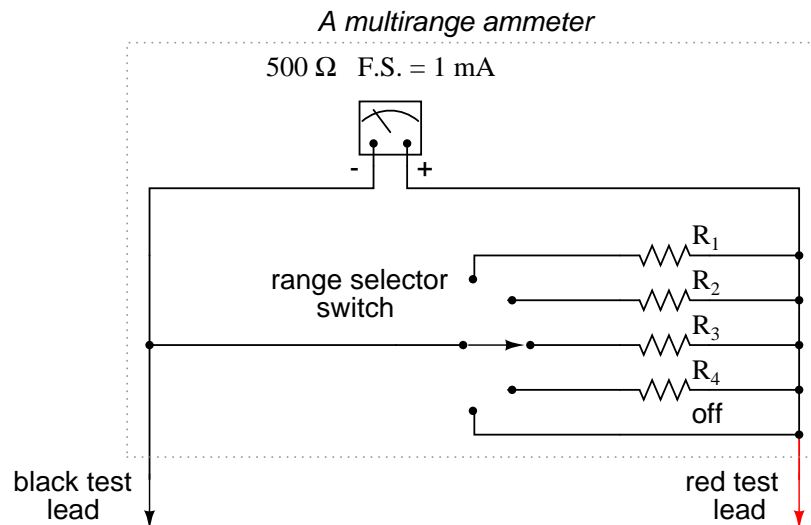 A multirange ammeter
500 Ω F.S. = 1 mA
- +
R1
range selector
switch
R2
R3
R4
off
black test
lead
red test
lead